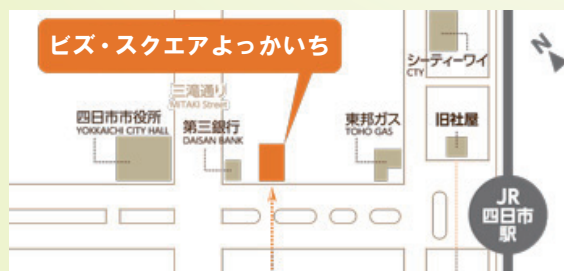 ビズ・スクエアよっかいち
シーティーワイ
CTY
N
三滝通り
MITAKI Street
四日市市役所
YOKKAICHI CITY HALL
第三銀行
DAISAN BANK
東邦ガス
TOHO GAS
旧社屋
JR
四日市
駅